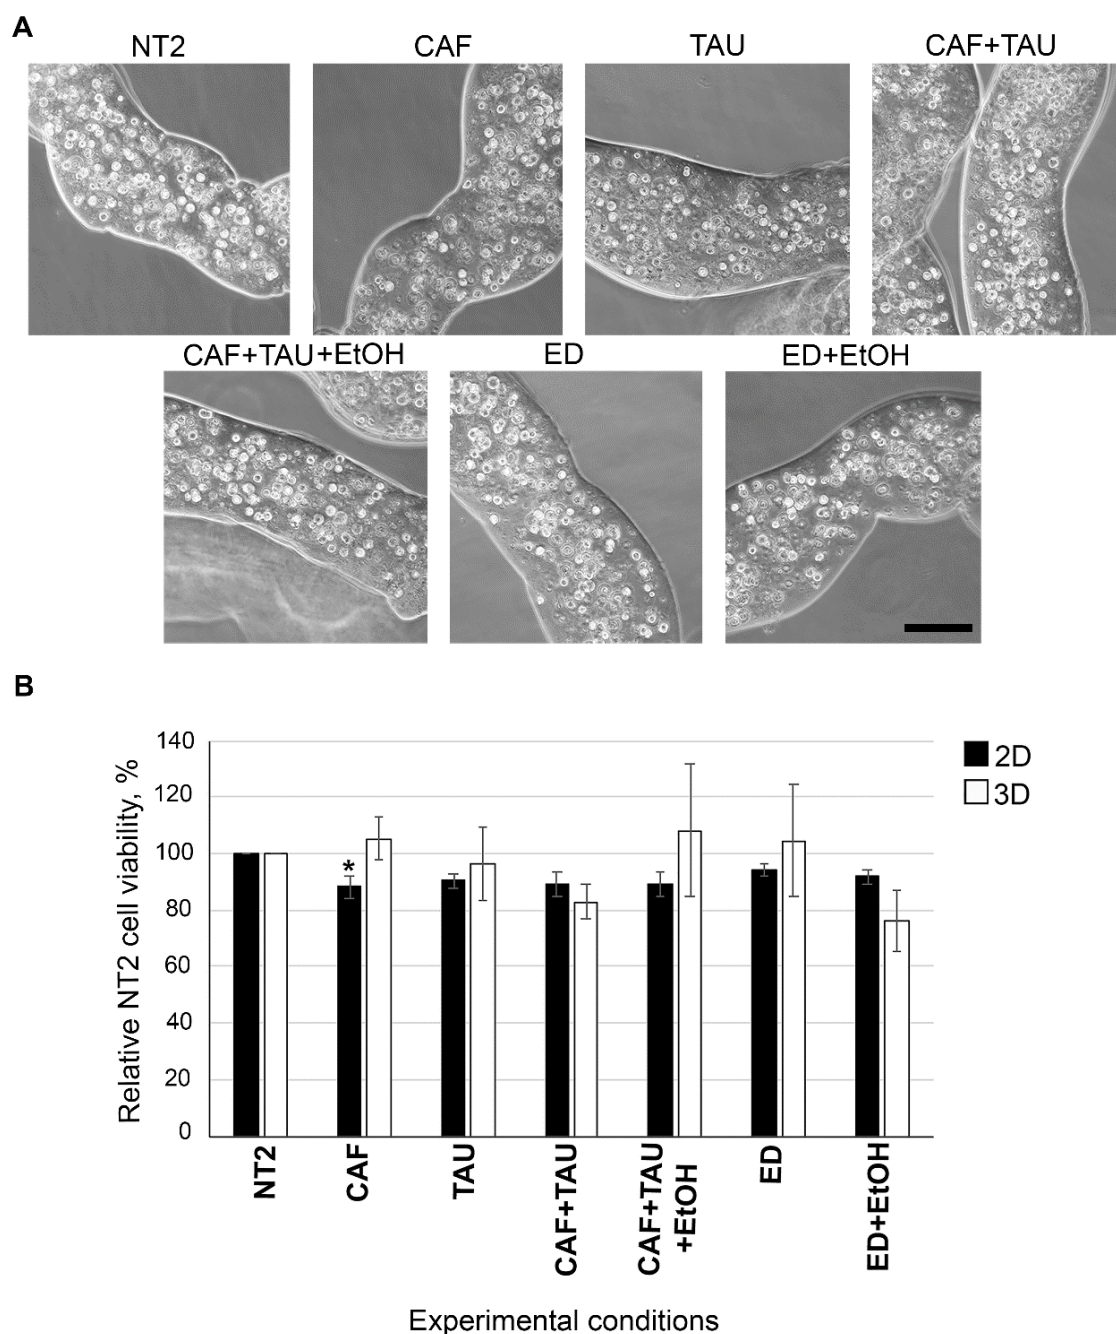 A
NT2 CAF TAU CAF+TAU
CAF+TAU+EtOH ED ED+EtOH
B
Relative NT2 cell viability, %
140
120
100
80
60
40
20
0
*
2D
3D
NT2
CAF
TAU
CAF+TAU
CAF+TAU
+EtOH
ED
ED+EtOH
Experimental conditions